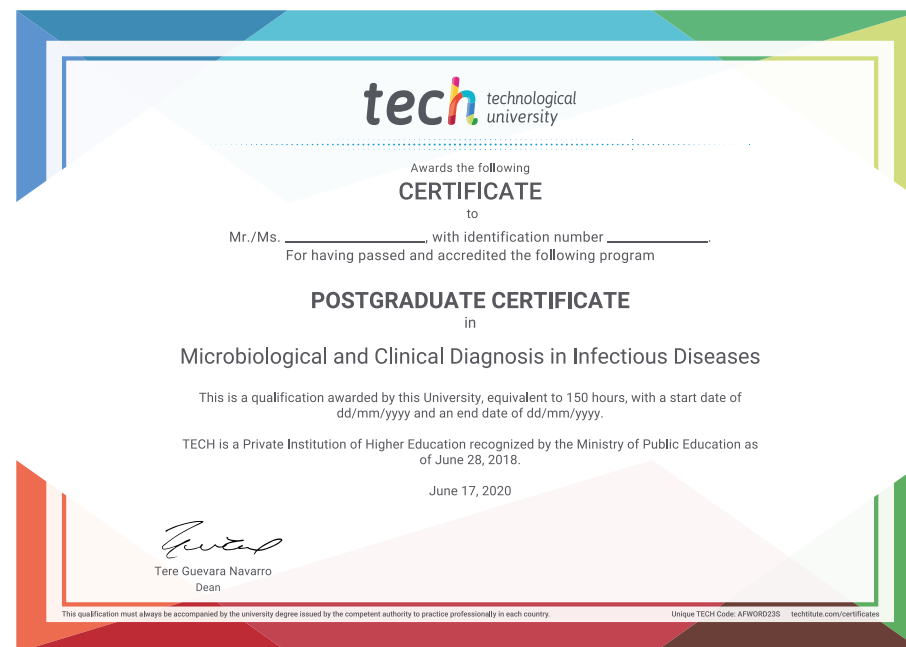 tech technological
university
Awards the following
CERTIFICATE
to
Mr./Ms. ____________, with identification number ____________.
For having passed and accredited the following program
POSTGRADUATE CERTIFICATE
in
Microbiological and Clinical Diagnosis in Infectious Diseases
This is a qualification awarded by this University, equivalent to 150 hours, with a start date of
dd/mm/yyyy and an end date of dd/mm/yyyy.
TECH is a Private Institution of Higher Education recognized by the Ministry of Public Education as
of June 28, 2018.
June 17, 2020
Tere Guevara Navarro
Dean
This qualification must always be accompanied by the university degree issued by the competent authority to practice professionally in each country. Unique TECH Code: AFWORD23S techtitute.com/certificates